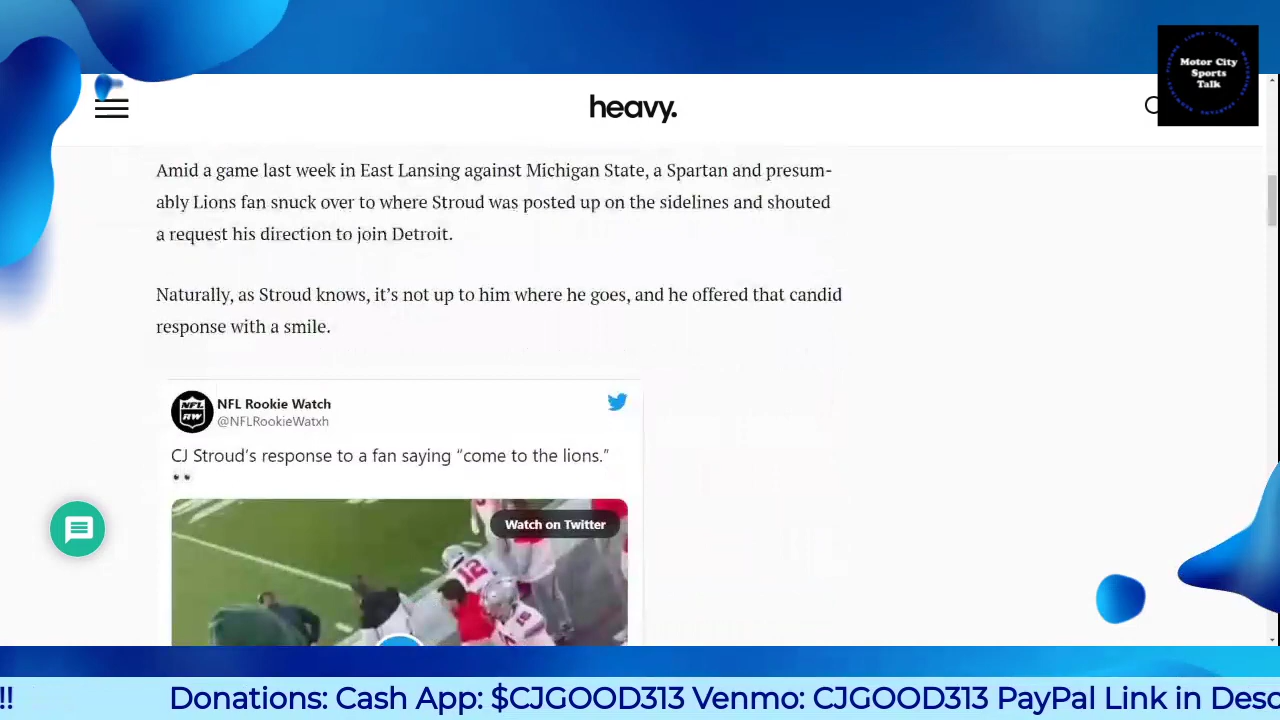 heavy.
Motor City
Sports
Talk
Amid a game last week in East Lansing against Michigan State, a Spartan and presum-
ably Lions fan snuck over to where Stroud was posted up on the sidelines and shouted
a request his direction to join Detroit.
Naturally, as Stroud knows, it's not up to him where he goes, and he offered that candid
response with a smile.
NFL
RW
NFL Rookie Watch
@NFLRookieWatxh
CJ Stroud's response to a fan saying “come to the lions.”
Watch on Twitter
12
!! Donations: Cash App: $CJGOOD313 Venmo: CJGOOD313 PayPal Link in Desc